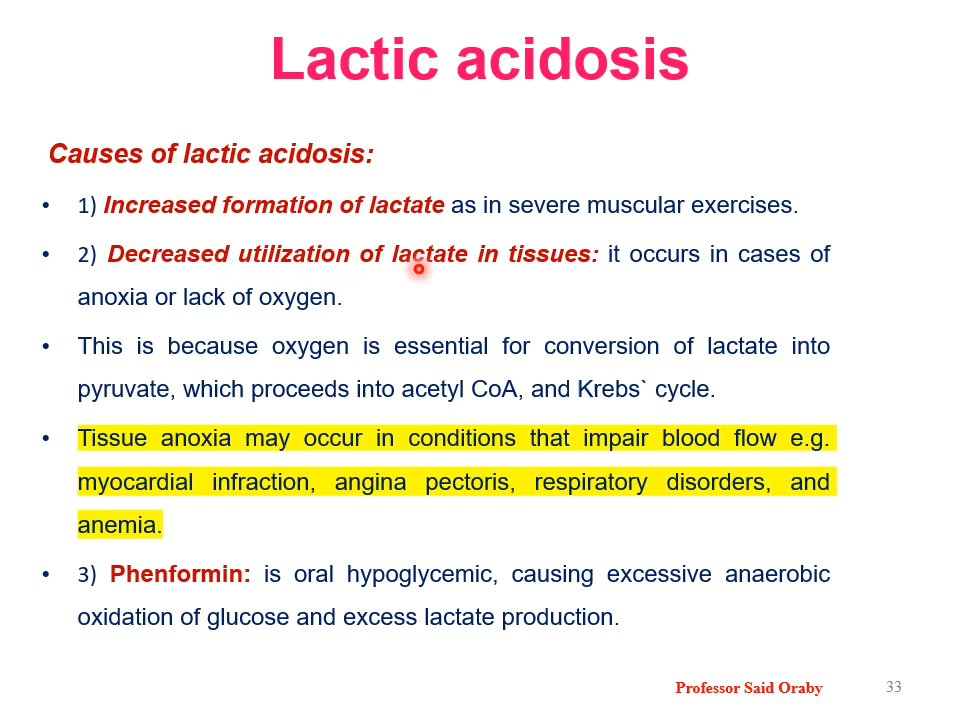 Lactic acidosis
Causes of lactic acidosis:
• 1) Increased formation of lactate as in severe muscular exercises.
• 2) Decreased utilization of lactate in tissues: it occurs in cases of
anoxia or lack of oxygen.
• This is because oxygen is essential for conversion of lactate into
pyruvate, which proceeds into acetyl CoA, and Krebs` cycle.
• Tissue anoxia may occur in conditions that impair blood flow e.g.
myocardial infraction, angina pectoris, respiratory disorders, and
anemia.
• 3) Phenformin: is oral hypoglycemic, causing excessive anaerobic
oxidation of glucose and excess lactate production.
Professor Said Oraby 33